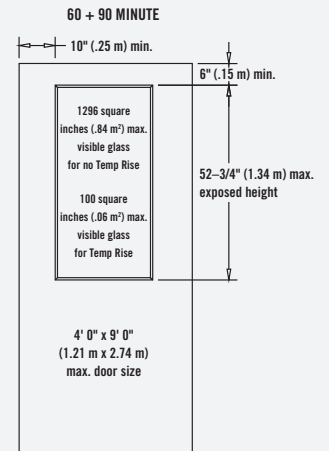 60 + 90 MINUTE
10" (.25 m) min.
6" (.15 m) min.
1296 square
inches (.84 m²) max.
visible glass
for no Temp Rise
100 square
inches (.06 m²) max.
visible glass
for Temp Rise
52–3/4" (1.34 m) max.
exposed height
4' 0" x 9' 0"
(1.21 m x 2.74 m)
max. door size